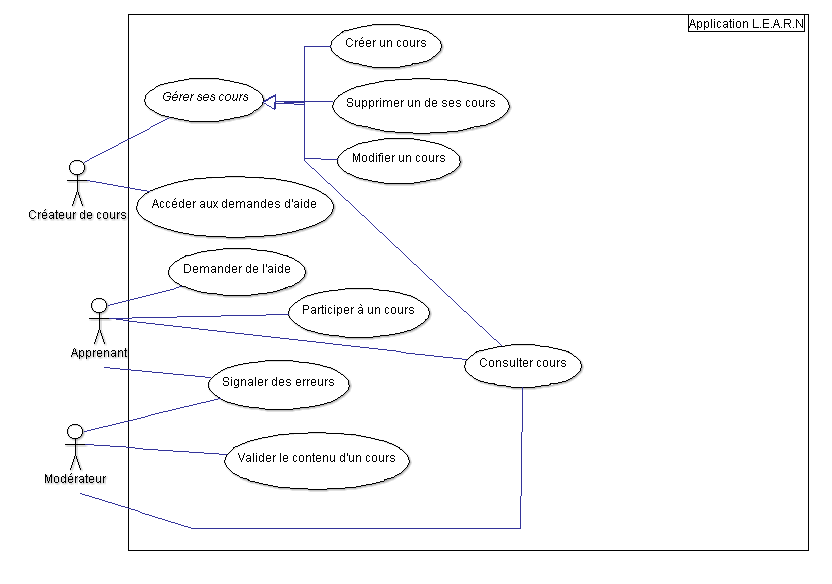 Application L.E.A.R.N
Créer un cours
Gérer ses cours
Supprimer un de ses cours
Modifier un cours
Créateur de cours
Accéder aux demandes d'aide
Demander de l'aide
Participer à un cours
Apprenant
Consulter cours
Signaler des erreurs
Valider le contenu d'un cours
Modérateur